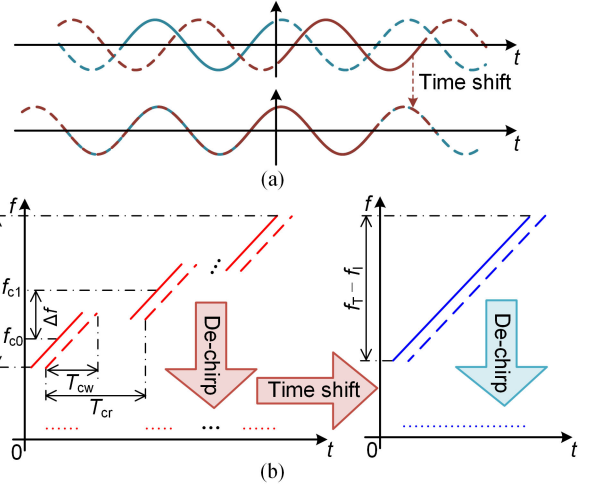 t
Time shift
t
(a)
f
f
f_c1
Δf
f_T − f_I
f_c0
De-chirp
De-chirp
T_cw
Time shift
T_cr
...
0
t
0
t
(b)